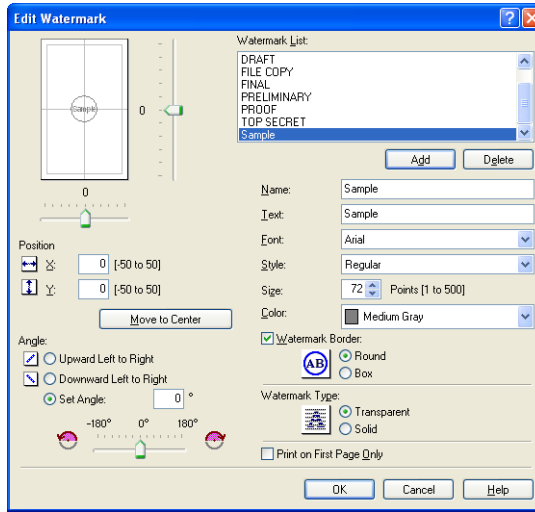 Edit Watermark
Sample
0
0
Position
X: 0 [-50 to 50]
Y: 0 [-50 to 50]
Move to Center
Angle:
Upward Left to Right
Downward Left to Right
Set Angle: 0 °
-180° 0° 180°
Watermark List:
DRAFT
FILE COPY
FINAL
PRELIMINARY
PROOF
TOP SECRET
Sample
Add Delete
Name: Sample
Text: Sample
Font: Arial
Style: Regular
Size: 72 Points [1 to 500]
Color: Medium Gray
Watermark Border:
AB
Round
Box
Watermark Type:
Transparent
Solid
Print on First Page Only
OK Cancel Help